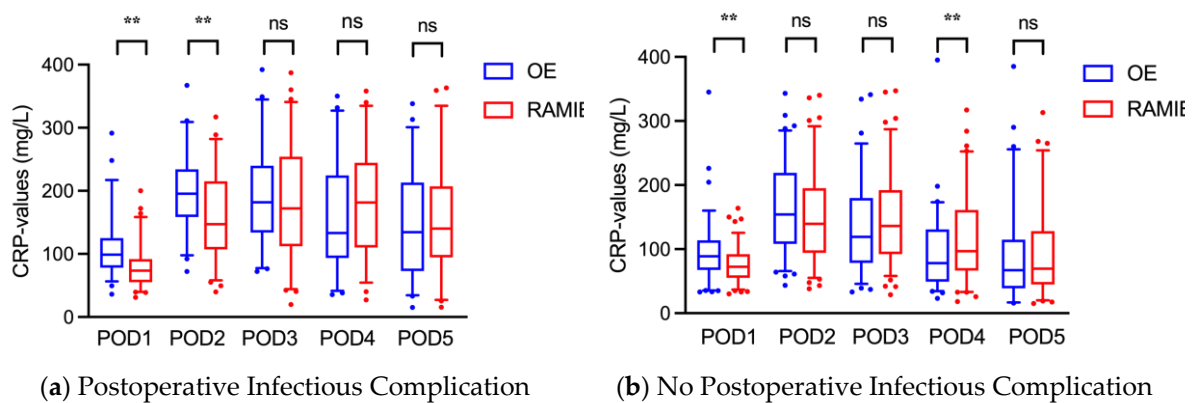 ** ** ns ns ns
400
300
200
100
0
CRP-values (mg/L)
OE
RAMIE
POD1 POD2 POD3 POD4 POD5
(a) Postoperative Infectious Complication
** ns ns ** ns
400
300
200
100
0
CRP-values (mg/L)
OE
RAMIE
POD1 POD2 POD3 POD4 POD5
(b) No Postoperative Infectious Complication